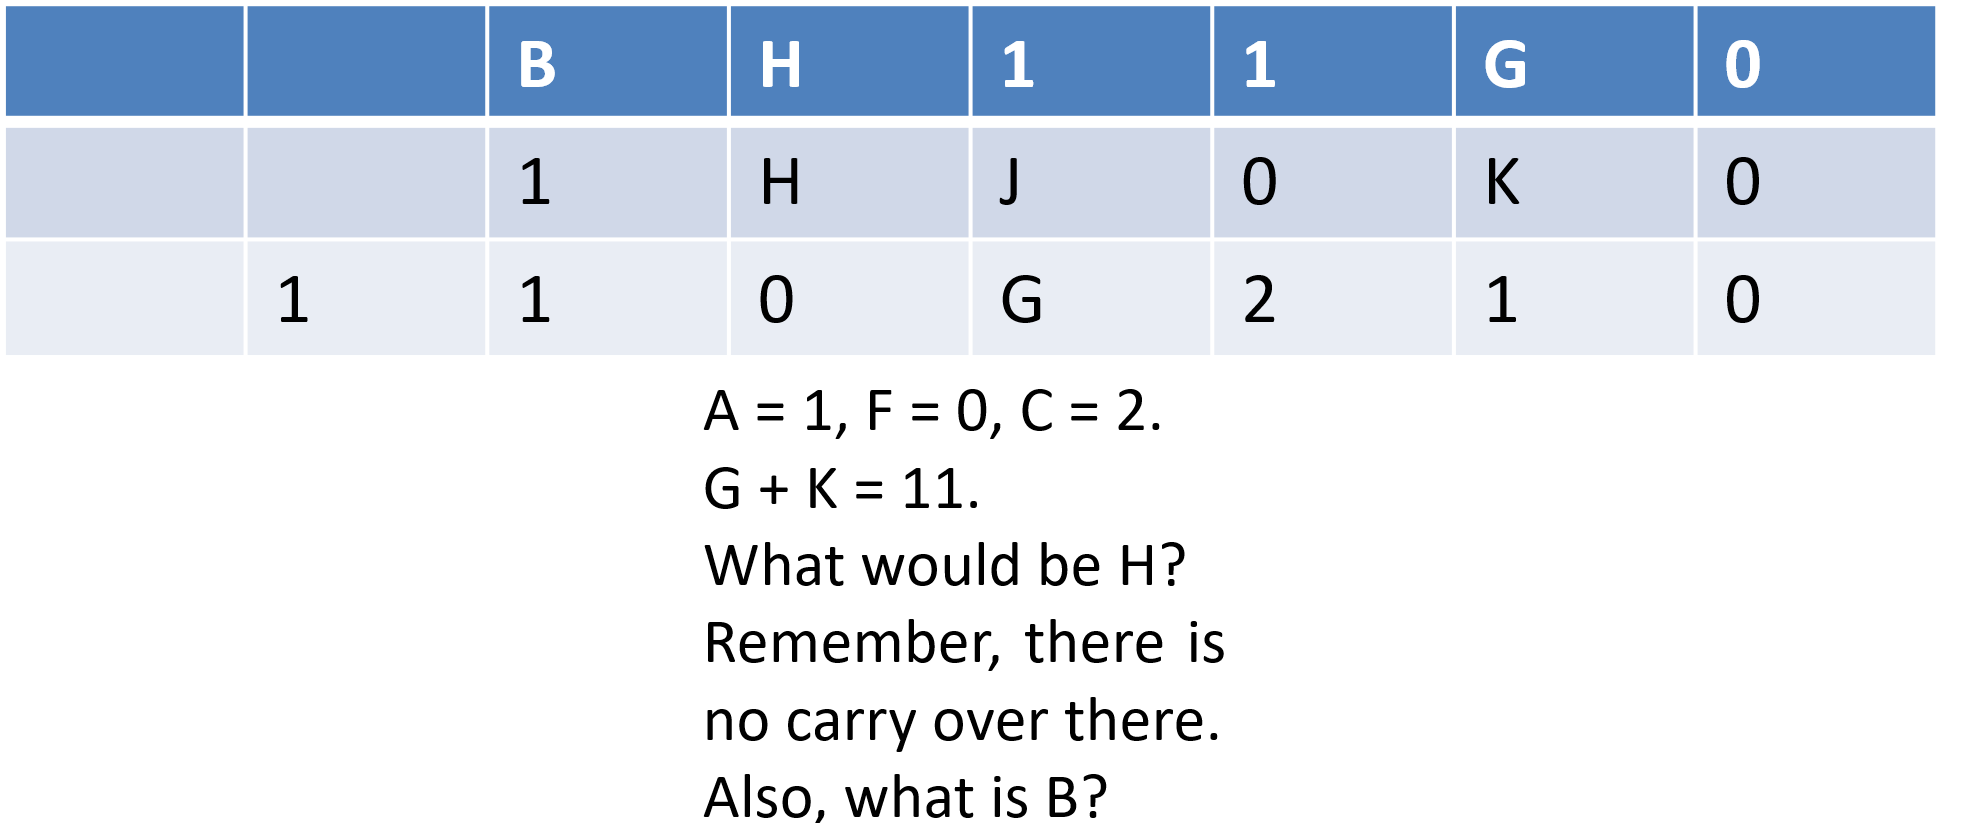 B H 1 1 G 0
1 H J 0 K 0
1 1 0 G 2 1 0
A = 1, F = 0, C = 2.
G + K = 11.
What would be H?
Remember, there is
no carry over there.
Also, what is B?